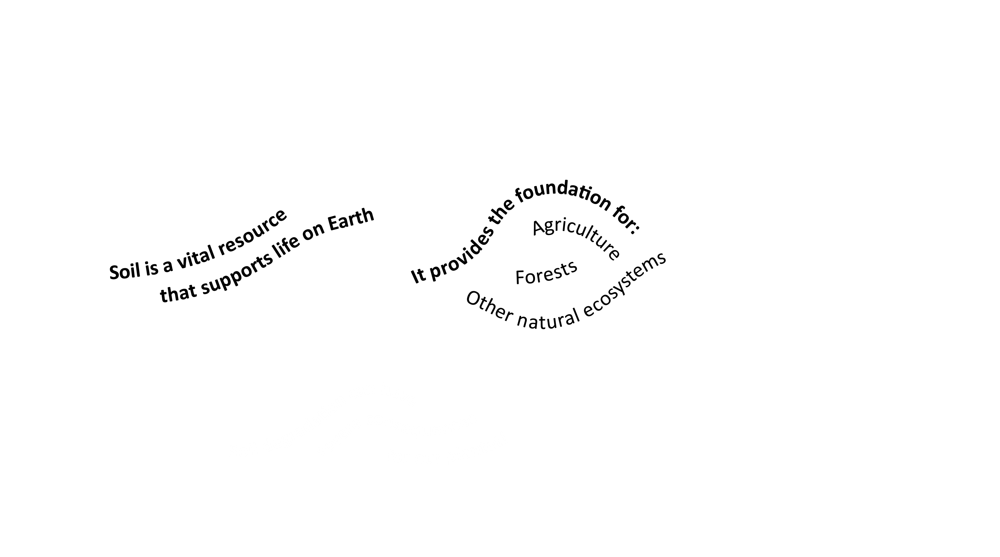 Soil is a vital resource
that supports life on Earth
It provides the foundation for:
Agriculture
Forests
Other natural ecosystems